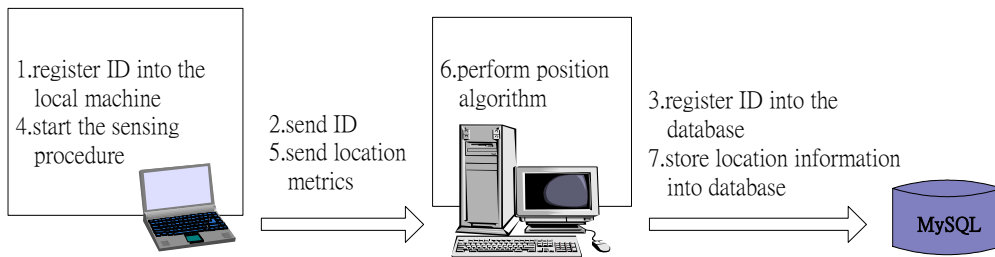 1.register ID into the
local machine
4.start the sensing
procedure
2.send ID
5.send location
metrics
6.perform position
algorithm
3.register ID into the
database
7.store location information
into database
MySQL